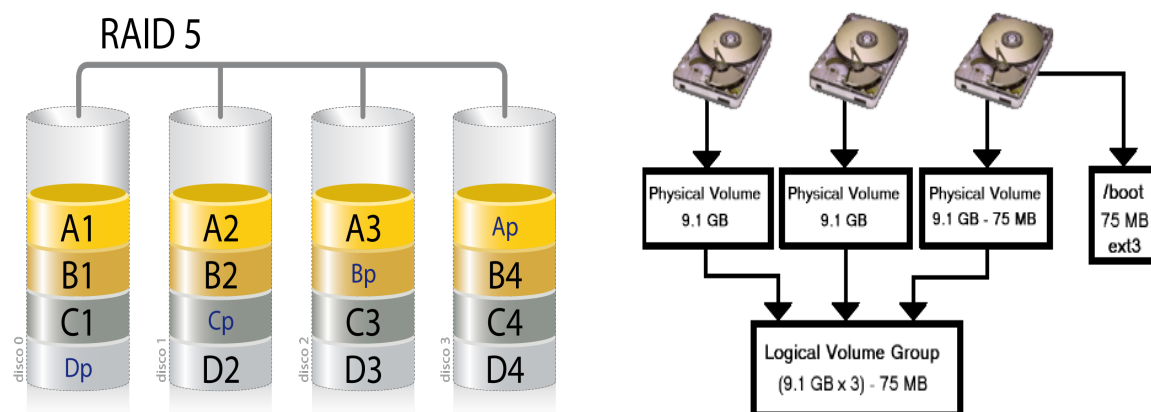 RAID 5
A1
B1
C1
Dp
disco 0
A2
B2
Cp
D2
disco 1
A3
Bp
C3
D3
disco 2
Ap
B4
C4
D4
disco 3
Physical Volume
9.1 GB
Physical Volume
9.1 GB
Physical Volume
9.1 GB - 75 MB
/boot
75 MB
ext3
Logical Volume Group
(9.1 GB x 3) - 75 MB